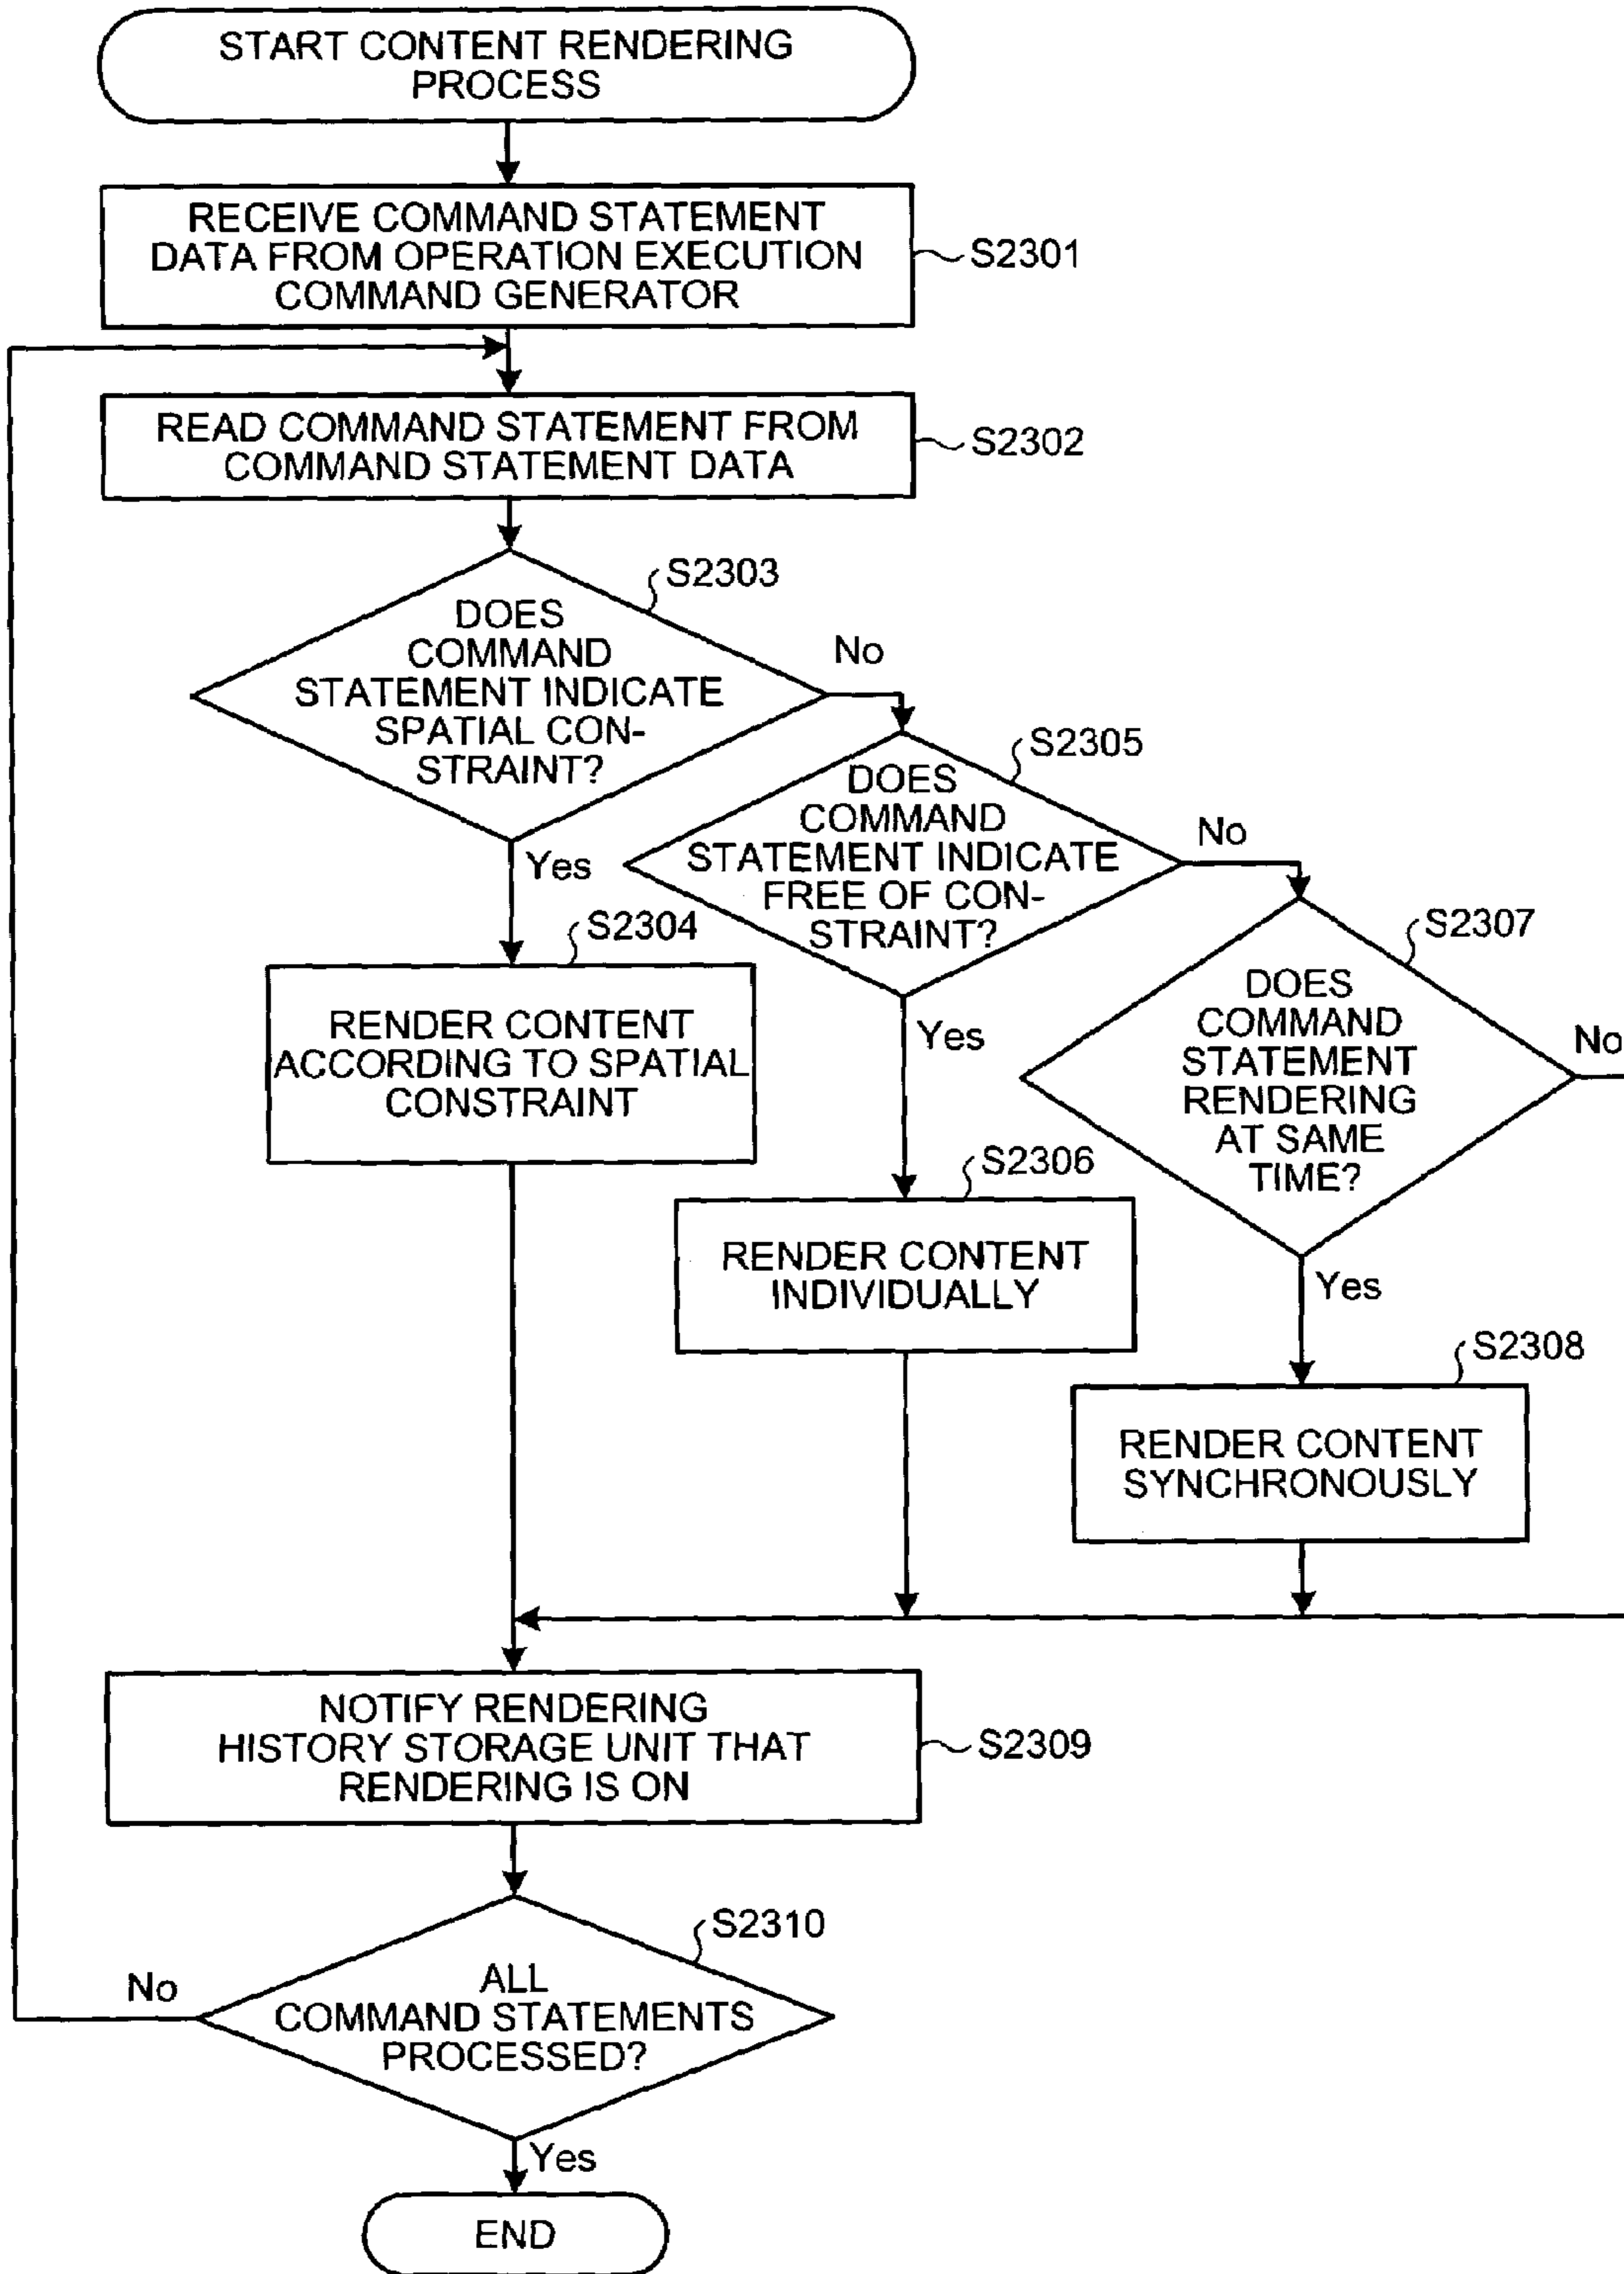 START CONTENT RENDERING
PROCESS
RECEIVE COMMAND STATEMENT
DATA FROM OPERATION EXECUTION
COMMAND GENERATOR
S2301
READ COMMAND STATEMENT FROM
COMMAND STATEMENT DATA
S2302
S2303
DOES
COMMAND
STATEMENT INDICATE
SPATIAL CON-
STRAINT?
No
Yes
S2304
RENDER CONTENT
ACCORDING TO SPATIAL
CONSTRAINT
S2305
DOES
COMMAND
STATEMENT INDICATE
FREE OF CON-
STRAINT?
No
Yes
S2306
RENDER CONTENT
INDIVIDUALLY
S2307
DOES
COMMAND
STATEMENT
RENDERING
AT SAME
TIME?
No
Yes
S2308
RENDER CONTENT
SYNCHRONOUSLY
NOTIFY RENDERING
HISTORY STORAGE UNIT THAT
RENDERING IS ON
S2309
S2310
ALL
COMMAND STATEMENTS
PROCESSED?
No
Yes
END